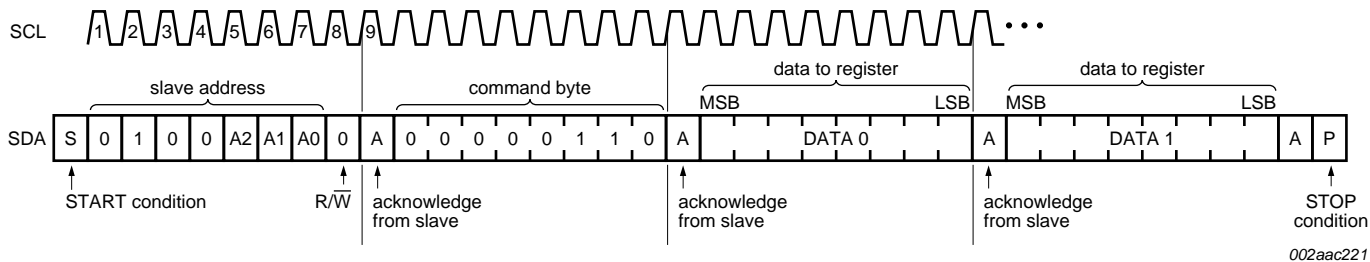 SCL 1 2 3 4 5 6 7 8 9 •••
slave address command byte data to register data to register
MSB LSB MSB LSB
SDA S 0 1 0 0 A2 A1 A0 0 A 0 0 0 0 0 1 1 0 A DATA 0 A DATA 1 A P
START condition R/W̅ acknowledge from slave acknowledge from slave acknowledge from slave STOP condition
002aac221